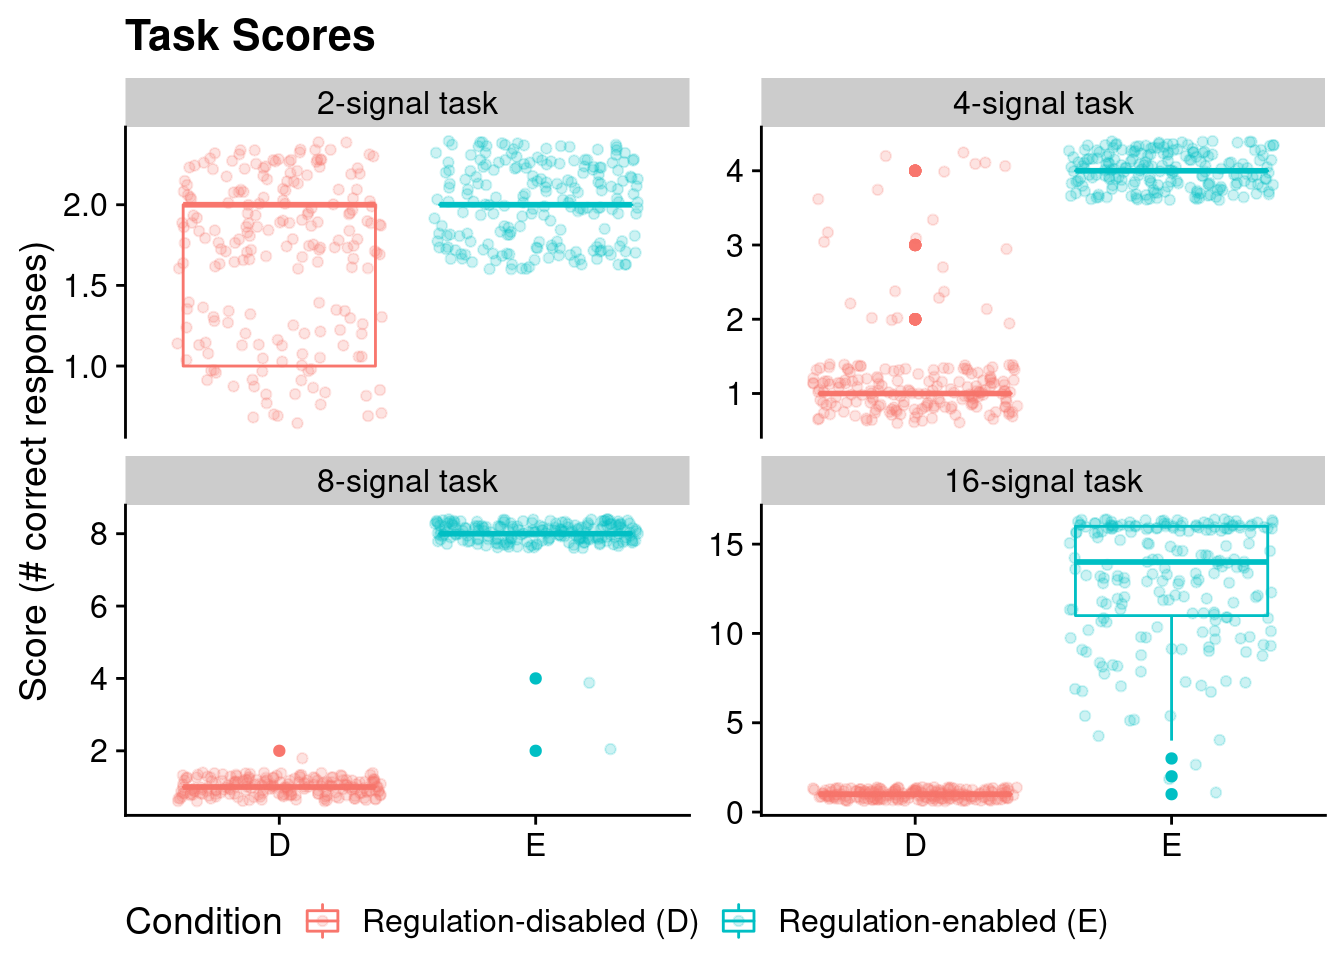 Task Scores
2-signal task
4-signal task
Score (# correct responses)
2.0
1.5
1.0
4
3
2
1
8-signal task
16-signal task
8
6
4
2
15
10
5
0
D
E
D
E
Condition
Regulation-disabled (D)
Regulation-enabled (E)